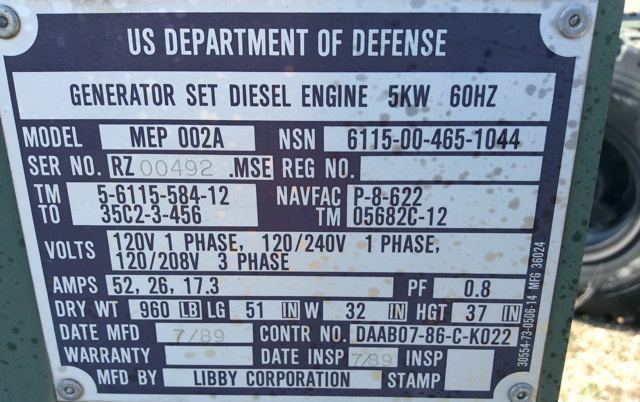 US DEPARTMENT OF DEFENSE
GENERATOR SET DIESEL ENGINE 5KW 60HZ
MODEL MEP 002A NSN 6115-00-465-1044
SER NO. RZ 00492 .MSE REG NO.
TM 5-6115-584-12 NAVFAC P-8-622
TO 35C2-3-456 TM 05682C-12
VOLTS 120V 1 PHASE, 120/240V 1 PHASE,
120/208V 3 PHASE
AMPS 52, 26, 17.3 PF 0.8
DRY WT 960 LB LG 51 IN W 32 IN HGT 37 IN
DATE MFD 7/89 CONTR NO. DAAB07-86-C-K022
WARRANTY DATE INSP 7/89 INSP
MFD BY LIBBY CORPORATION STAMP
30554-73-0506-14 MFG 36024